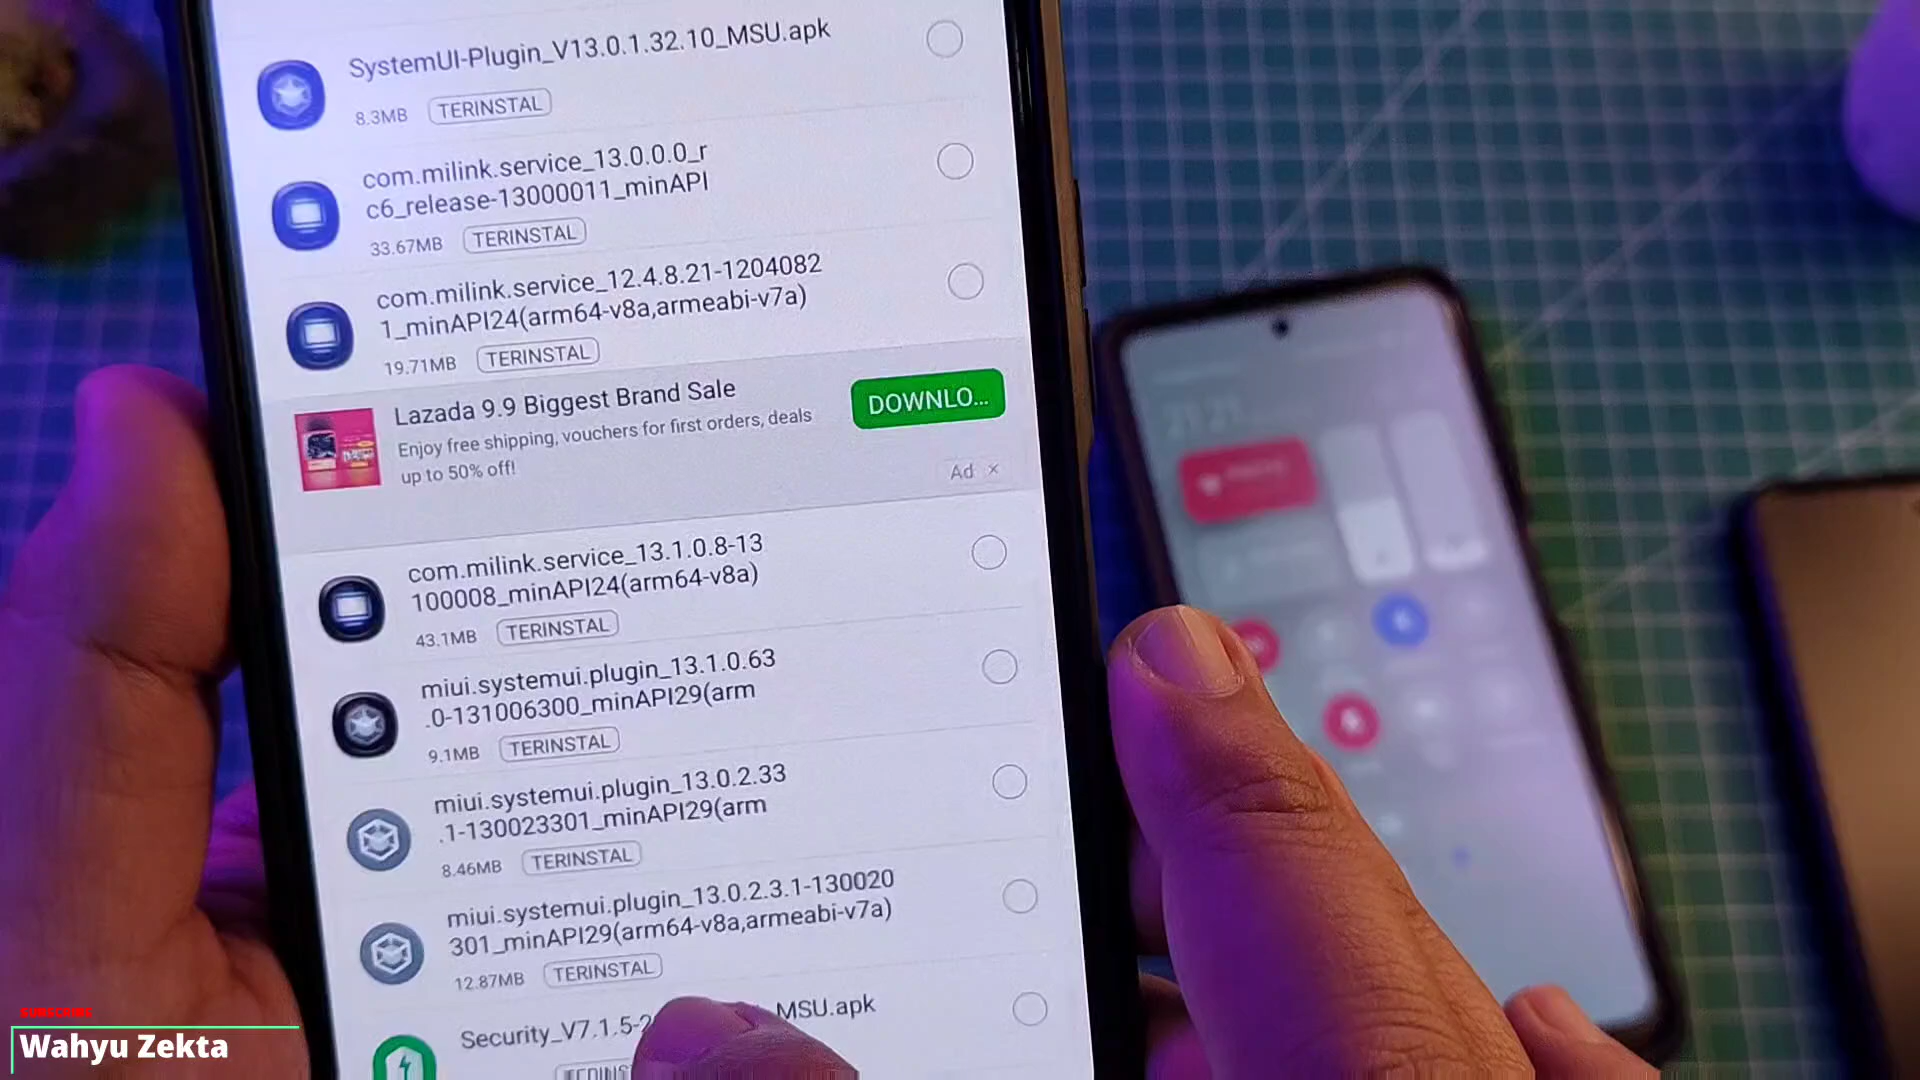 SystemUI-Plugin_V13.0.1.32.10_MSU.apk
8.3MB TERINSTAL
com.milink.service_13.0.0.0_r
c6_release-13000011_minAPI
33.67MB TERINSTAL
com.milink.service_12.4.8.21-1204082
1_minAPI24(arm64-v8a,armeabi-v7a)
19.71MB TERINSTAL
Lazada 9.9 Biggest Brand Sale
DOWNLO...
Enjoy free shipping, vouchers for first orders, deals
up to 50% off!
Ad ×
com.milink.service_13.1.0.8-13
100008_minAPI24(arm64-v8a)
43.1MB TERINSTAL
miui.systemui.plugin_13.1.0.63
.0-131006300_minAPI29(arm
9.1MB TERINSTAL
miui.systemui.plugin_13.0.2.33
.1-130023301_minAPI29(arm
8.46MB TERINSTAL
miui.systemui.plugin_13.0.2.3.1-130020
301_minAPI29(arm64-v8a,armeabi-v7a)
12.87MB TERINSTAL
Security_V7.1.5-2 MSU.apk
SUBSCRIBE
Wahyu Zekta